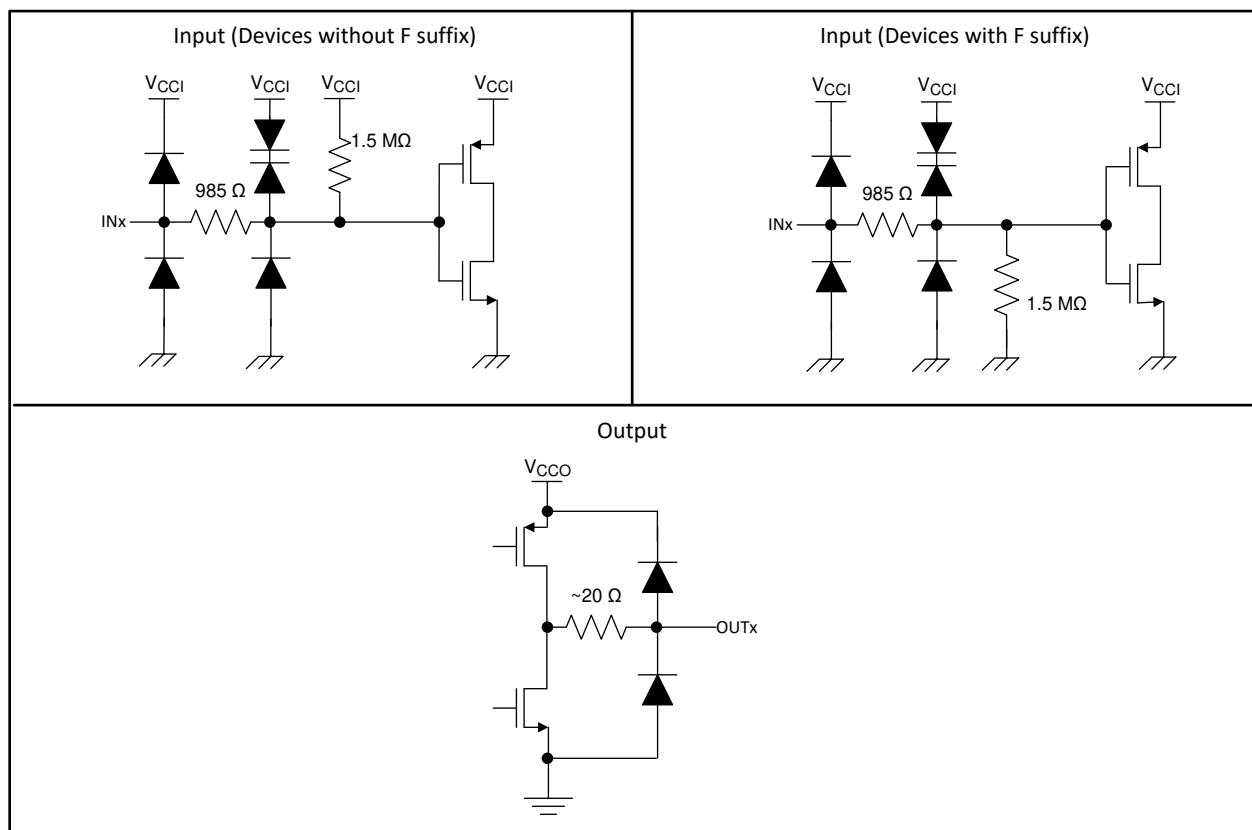 Input (Devices without F suffix)
VCCI VCCI VCCI VCCI
1.5 MΩ
985 Ω
INx
Input (Devices with F suffix)
VCCI VCCI VCCI
985 Ω
INx
1.5 MΩ
Output
VCCO
~20 Ω
OUTx